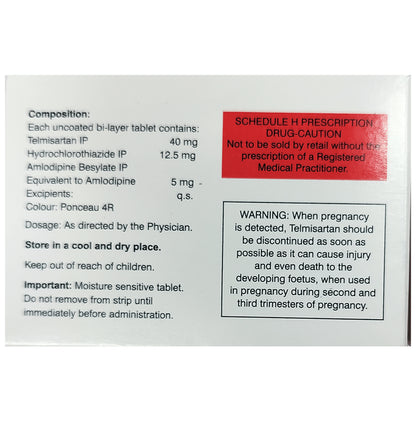 Composition:
Each uncoated bi-layer tablet contains:
Telmisartan IP 40 mg
Hydrochlorothiazide IP 12.5 mg
Amlodipine Besylate IP
Equivalent to Amlodipine 5 mg
Excipients: q.s.
Colour: Ponceau 4R
Dosage: As directed by the Physician.
Store in a cool and dry place.
Keep out of reach of children.
Important: Moisture sensitive tablet.
Do not remove from strip until
immediately before administration.
SCHEDULE H PRESCRIPTION
DRUG-CAUTION
Not to be sold by retail without the
prescription of a Registered
Medical Practitioner.
WARNING: When pregnancy
is detected, Telmisartan should
be discontinued as soon as
possible as it can cause injury
and even death to the
developing foetus, when used
in pregnancy during second and
third trimesters of pregnancy.